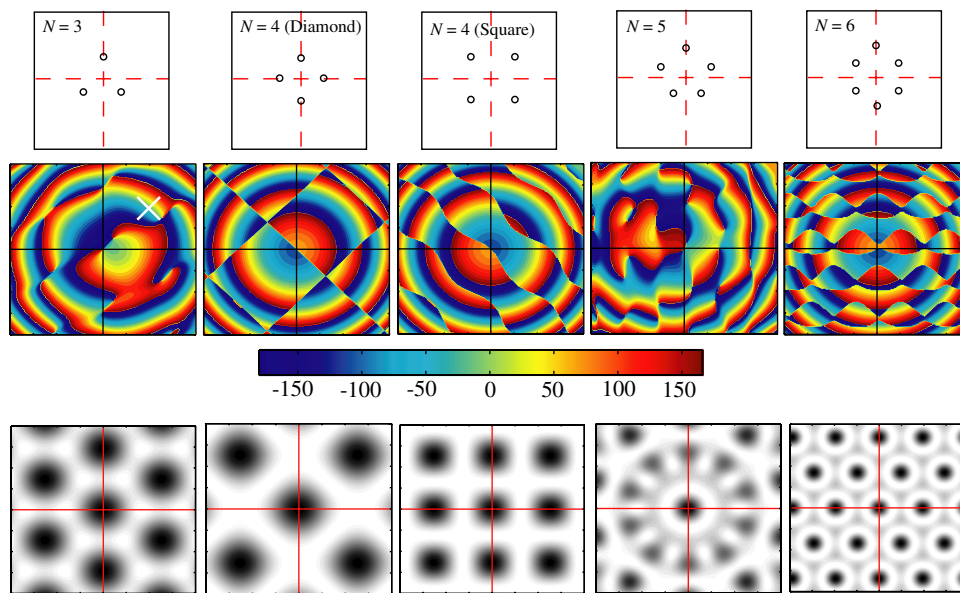 N = 3
N = 4 (Diamond)
N = 4 (Square)
N = 5
N = 6
-150 -100 -50 0 50 100 150